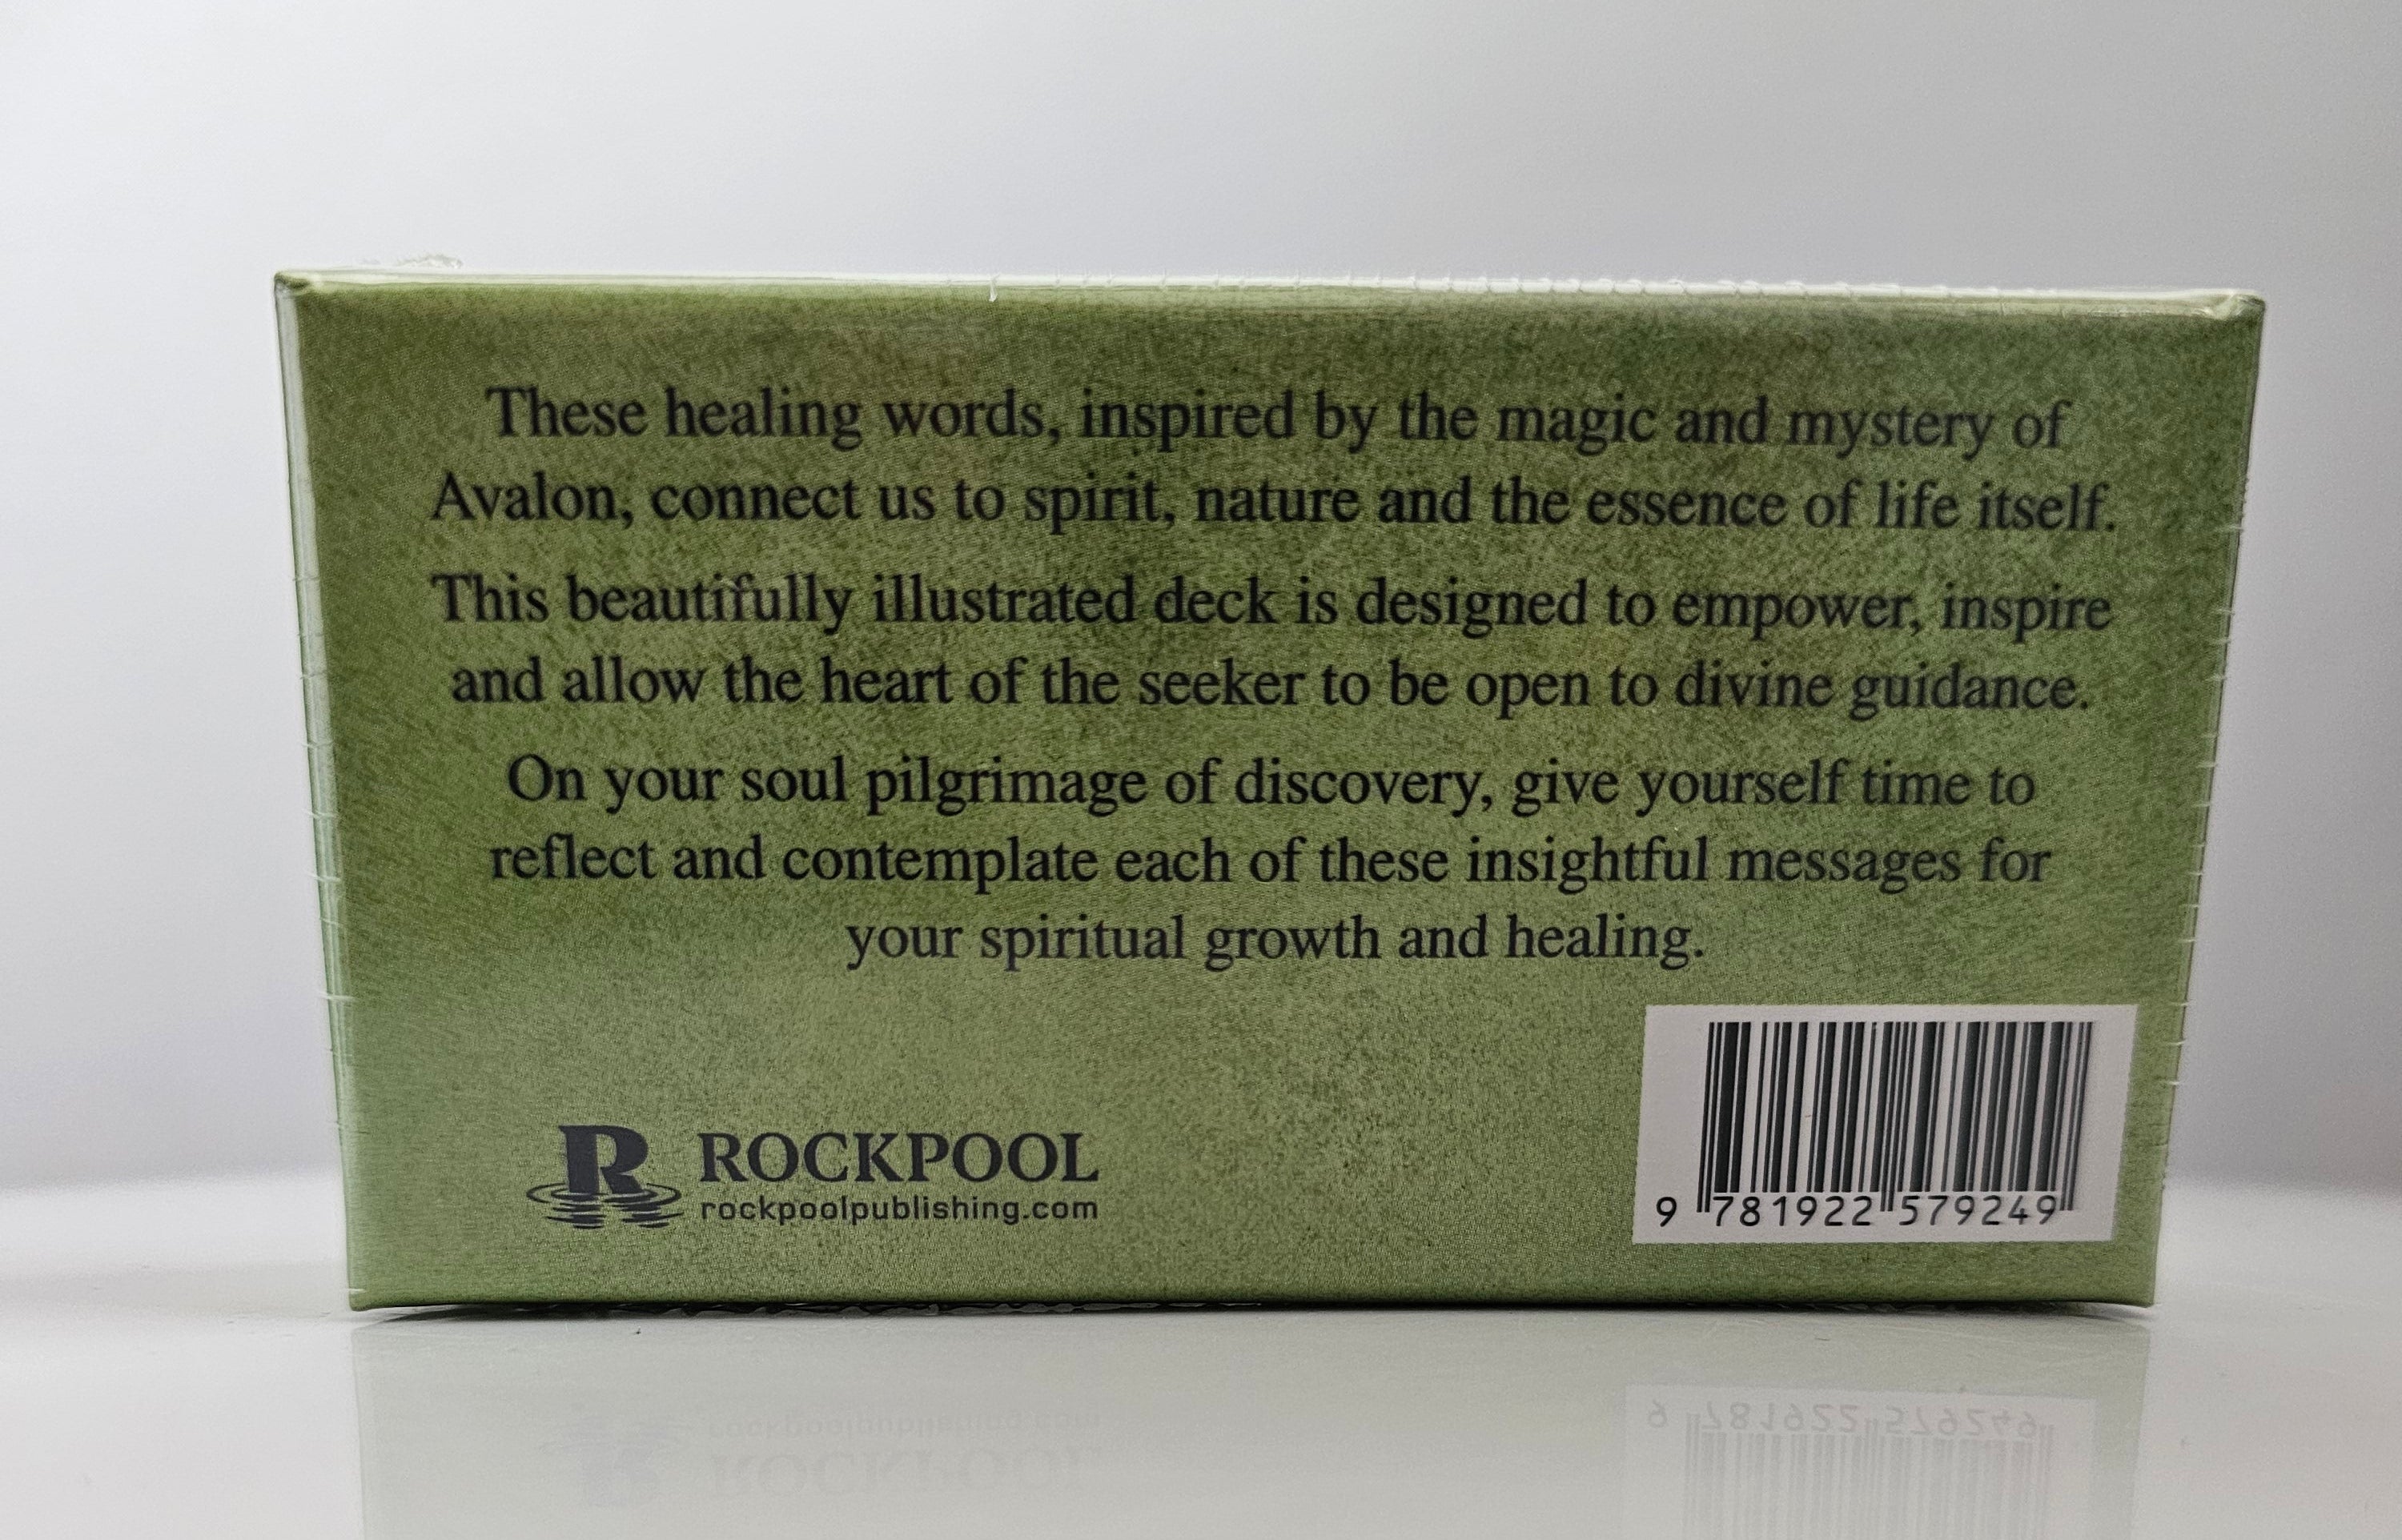 These healing words, inspired by the magic and mystery of
Avalon, connect us to spirit, nature and the essence of life itself.
This beautifully illustrated deck is designed to empower, inspire
and allow the heart of the seeker to be open to divine guidance.
On your soul pilgrimage of discovery, give yourself time to
reflect and contemplate each of these insightful messages for
your spiritual growth and healing.
R ROCKPOOL
rockpoolpublishing.com
9 781922 579249